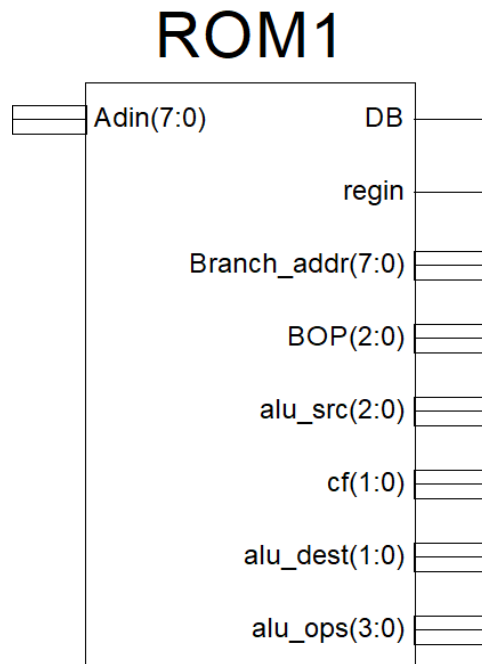 ROM1
Adin(7:0) DB
regin
Branch_addr(7:0)
BOP(2:0)
alu_src(2:0)
cf(1:0)
alu_dest(1:0)
alu_ops(3:0)